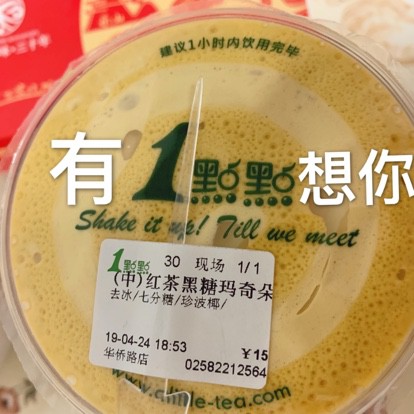 建议1小时内饮用完毕
有1點點想你
Shake it up! Till we meet
1點點 30 现场 1/1
(中)红茶黑糖玛奇朵
去冰/七分糖/珍波椰/
¥15
19-04-24 18:53
华侨路店 02582212564